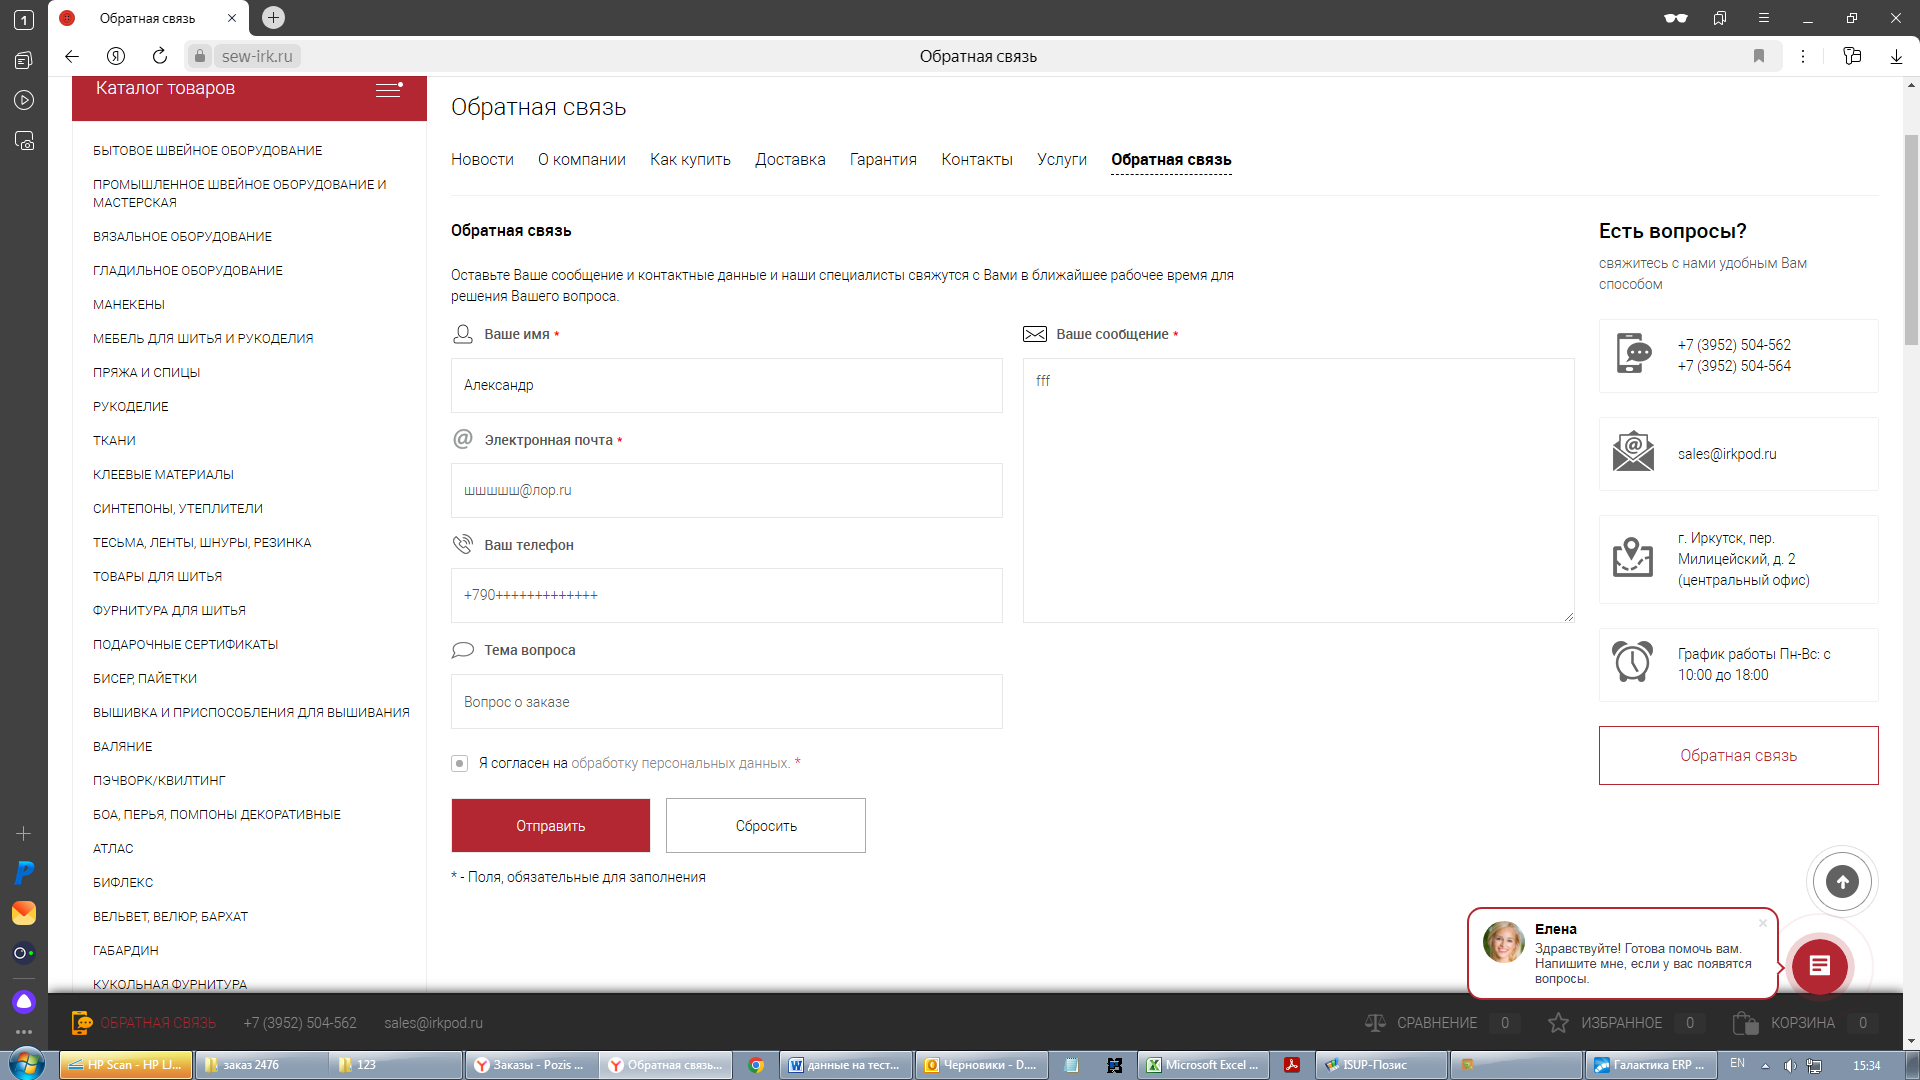 1
Обратная связь
sew-irk.ru
Обратная связь
Каталог товаров
БЫТОВОЕ ШВЕЙНОЕ ОБОРУДОВАНИЕ
ПРОМЫШЛЕННОЕ ШВЕЙНОЕ ОБОРУДОВАНИЕ И
МАСТЕРСКАЯ
ВЯЗАЛЬНОЕ ОБОРУДОВАНИЕ
ГЛАДИЛЬНОЕ ОБОРУДОВАНИЕ
МАНЕКЕНЫ
МЕБЕЛЬ ДЛЯ ШИТЬЯ И РУКОДЕЛИЯ
ПРЯЖА И СПИЦЫ
РУКОДЕЛИЕ
ТКАНИ
КЛЕЕВЫЕ МАТЕРИАЛЫ
СИНТЕПОНЫ, УТЕПЛИТЕЛИ
ТЕСЬМА, ЛЕНТЫ, ШНУРЫ, РЕЗИНКА
ТОВАРЫ ДЛЯ ШИТЬЯ
ФУРНИТУРА ДЛЯ ШИТЬЯ
ПОДАРОЧНЫЕ СЕРТИФИКАТЫ
БИСЕР, ПАЙЕТКИ
ВЫШИВКА И ПРИСПОСОБЛЕНИЯ ДЛЯ ВЫШИВАНИЯ
ВАЛЯНИЕ
ПЭЧВОРК/КВИЛТИНГ
БОА, ПЕРЬЯ, ПОМПОНЫ ДЕКОРАТИВНЫЕ
АТЛАС
БИФЛЕКС
ВЕЛЬВЕТ, ВЕЛЮР, БАРХАТ
ГАБАРДИН
КУКОЛЬНАЯ ФУРНИТУРА
Обратная связь
Новости О компании Как купить Доставка Гарантия Контакты Услуги Обратная связь
Обратная связь
Оставьте Ваше сообщение и контактные данные и наши специалисты свяжутся с Вами в ближайшее рабочее время для
решения Вашего вопроса.
Ваше имя *
Александр
Электронная почта *
шшшшш@лор.ru
Ваш телефон
+790+++++++++++++
Тема вопроса
Вопрос о заказе
Ваше сообщение *
fff
Я согласен на обработку персональных данных. *
Отправить Сбросить
* - Поля, обязательные для заполнения
Есть вопросы?
свяжитесь с нами удобным Вам
способом
+7 (3952) 504-562
+7 (3952) 504-564
sales@irkpod.ru
г. Иркутск, пер.
Милицейский, д. 2
(центральный офис)
График работы Пн-Вс: с
10:00 до 18:00
Обратная связь
Елена
Здравствуйте! Готова помочь вам.
Напишите мне, если у вас появятся
вопросы.
ОБРАТНАЯ СВЯЗЬ +7 (3952) 504-562 sales@irkpod.ru СРАВНЕНИЕ 0 ИЗБРАННОЕ 0 КОРЗИНА 0
HP Scan - HP LJ... заказ 2476 123 Заказы - Pozis ... Обратная связь... данные на тест... Черновики - D.... Microsoft Excel ... ISUP-Позис Галактика ERP ... EN 15:34